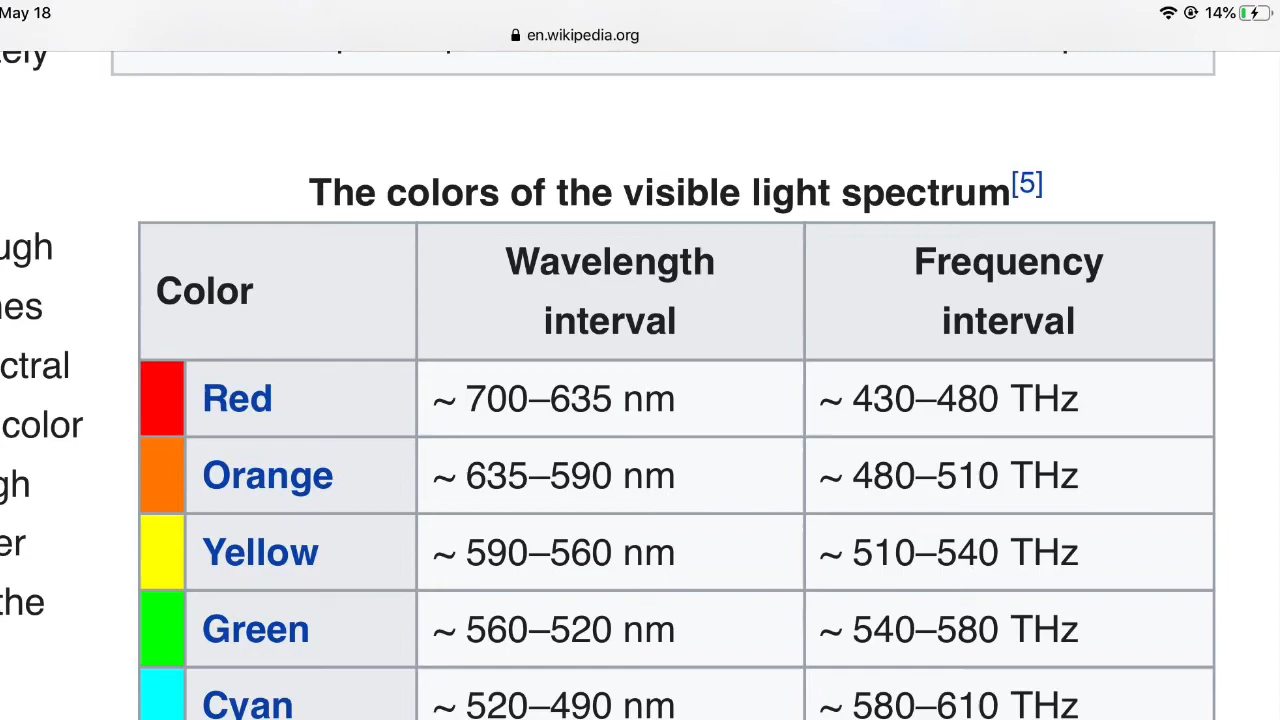 May 18
14%
en.wikipedia.org
The colors of the visible light spectrum[5]
ugh
nes
ctral
color
gh
er
the
Color
Wavelength
interval
Frequency
interval
Red ~ 700–635 nm ~ 430–480 THz
Orange ~ 635–590 nm ~ 480–510 THz
Yellow ~ 590–560 nm ~ 510–540 THz
Green ~ 560–520 nm ~ 540–580 THz
Cyan ~ 520–490 nm ~ 580–610 THz